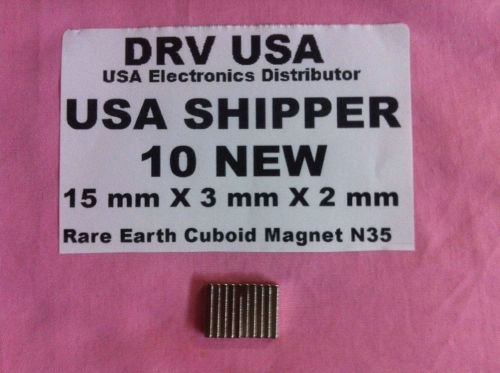 DRV USA
USA Electronics Distributor
USA SHIPPER
10 NEW
15 mm X 3 mm X 2 mm
Rare Earth Cuboid Magnet N35